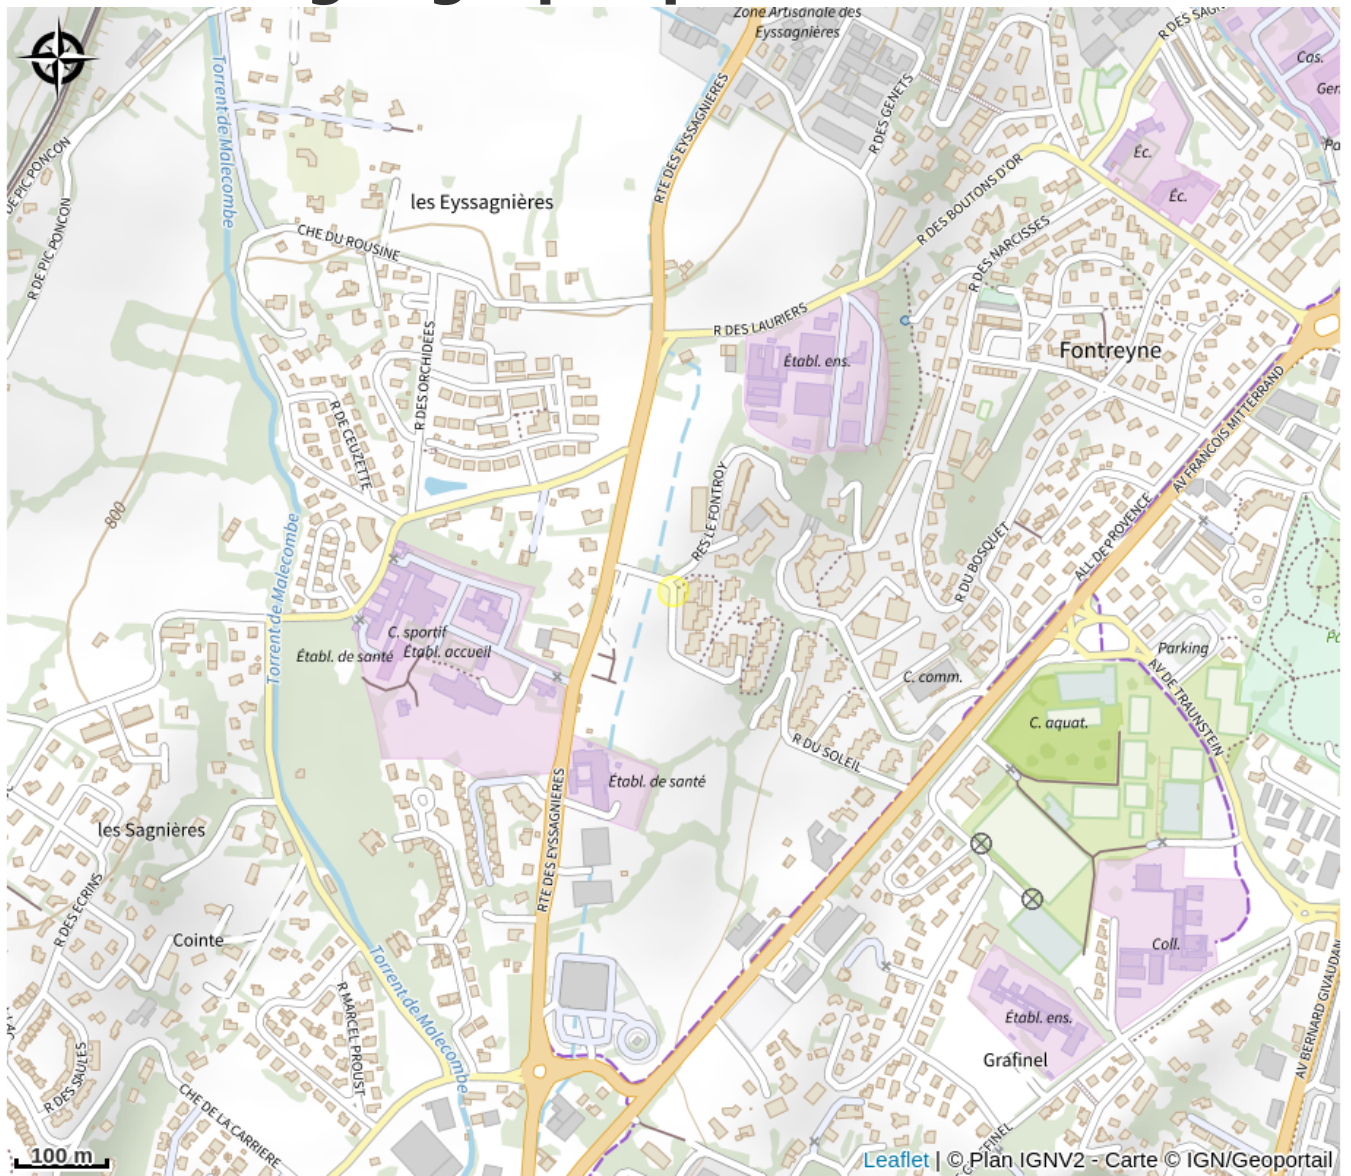 Zone Artisanale des
Eyssagnières
R DES SAGN
Cas.
Gen
Torrent de Malecombe
RTE DES EYSSAGNIERES
R DES GENETS
DE PIC PONCON
R DE PIC PONCON
Éc.
Éc.
les Eyssagnières
CHE DU ROUSINE
R DES BOUTONS D'OR
R DES NARCISSES
R DES LAURIERS
Établ. ens.
Fontreyne
R DES ORCHIDEES
R DE CEUZETTE
AV FRANCOIS MITTERRAND
800
RES LE FONTROY
ALL DE PROVENCE
R DU BOSQUET
Torrent de Malecombe
C. sportif
Établ. de santé
Établ. accueil
Parking
C. comm.
AV DE TRAUNSTEIN
C. aquat.
R DU SOLEIL
Établ. de santé
les Sagnières
RTE DES EYSSAGNIERES
R DES ECRINS
Cointe
Coll.
Torrent de Malecombe
R MARCEL PROUST
Établ. ens.
Grafinel
AV BERNARD GIVAUDAN
R DES SAULES
CHE DE LA CARRIERE
100 m
Leaflet | © Plan IGNV2 - Carte © IGN/Geoportail